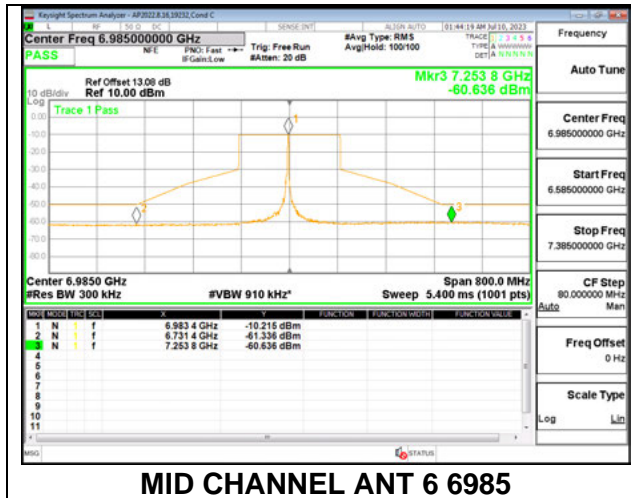 Keysight Spectrum Analyzer - AP2022.8.16,19232,Cond C
L RF 50 Ω DC SENSE:INT ALIGN AUTO 01:44:19 AM Jul 10, 2023
Center Freq 6.985000000 GHz
NFE PNO: Fast IFGain:Low
Trig: Free Run #Atten: 20 dB
#Avg Type: RMS Avg|Hold: 100/100
TRACE 1 2 3 4 5 6
TYPE A WWWWW
DET A N N N N N
PASS
Mkr3 7.253 8 GHz
-60.636 dBm
Ref Offset 13.08 dB
10 dB/div Ref 10.00 dBm
Log
Trace 1 Pass
0.00
-10.0
-20.0
-30.0
-40.0
-50.0
-60.0
-70.0
-80.0
1
2
3
Center 6.9850 GHz Span 800.0 MHz
#Res BW 300 kHz #VBW 910 kHz* Sweep 5.400 ms (1001 pts)
MKR MODE TRC SCL X Y FUNCTION FUNCTION WIDTH FUNCTION VALUE
1 N 1 f 6.983 4 GHz -10.215 dBm
2 N 1 f 6.731 4 GHz -61.336 dBm
3 N 1 f 7.253 8 GHz -60.636 dBm
4
5
6
7
8
9
10
11
MSG STATUS
Frequency
Auto Tune
Center Freq
6.985000000 GHz
Start Freq
6.585000000 GHz
Stop Freq
7.385000000 GHz
CF Step
80.000000 MHz
Auto Man
Freq Offset
0 Hz
Scale Type
Log Lin
MID CHANNEL ANT 6 6985